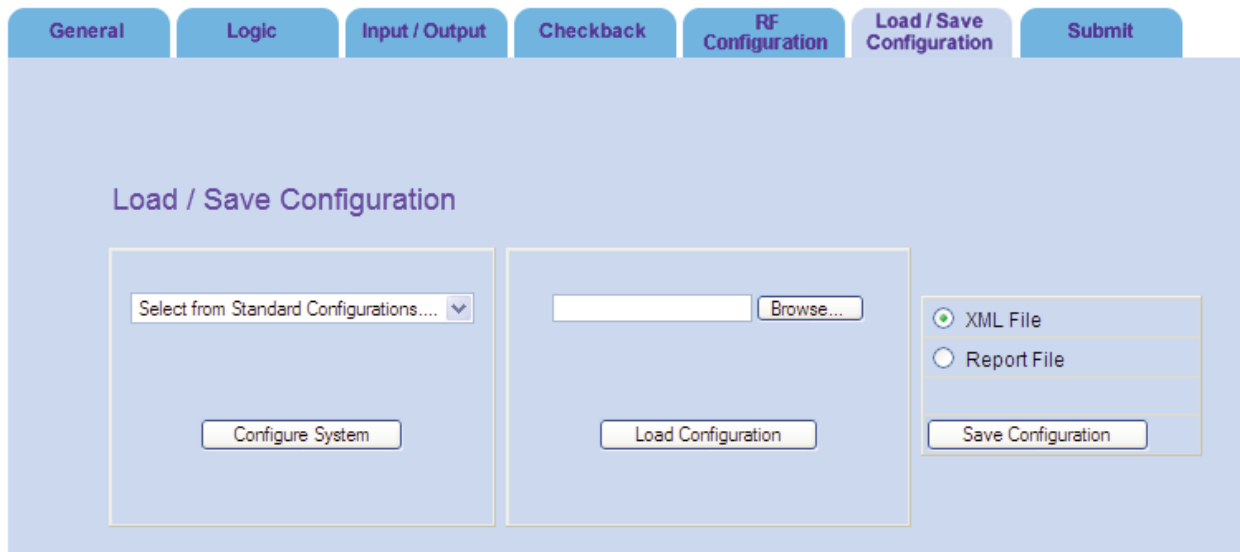 General
Logic
Input / Output
Checkback
RF
Configuration
Load / Save
Configuration
Submit
Load / Save Configuration
Select from Standard Configurations....
Configure System
Browse...
Load Configuration
XML File
Report File
Save Configuration